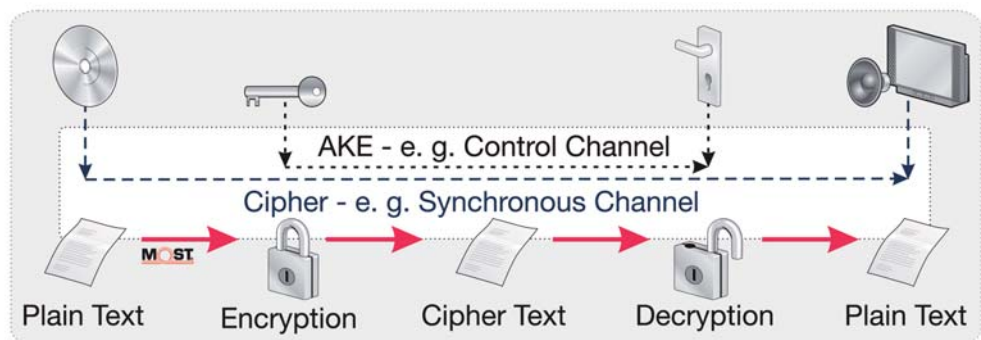 AKE - e. g. Control Channel
Cipher - e. g. Synchronous Channel
MOST
Plain Text
Encryption
Cipher Text
Decryption
Plain Text